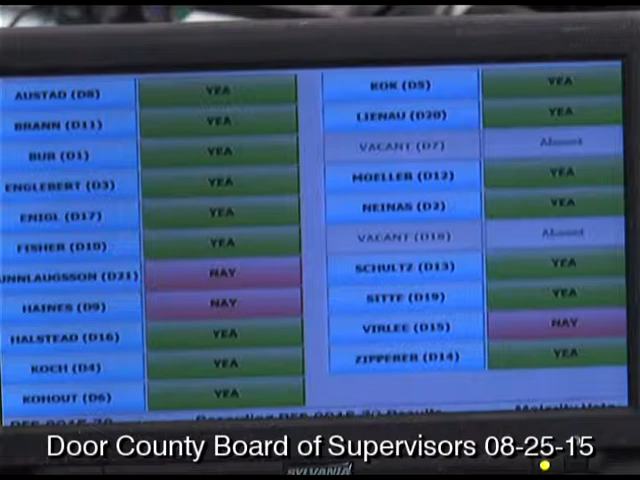 AUSTAD (D8) YEA
BRANN (D11) YEA
BUR (D1) YEA
ENGLEBERT (D3) YEA
ENIGL (D17) YEA
FISHER (D10) YEA
UNNLAUGSSON (D21) NAY
HAINES (D9) NAY
HALSTEAD (D16) YEA
KOCH (D4) YEA
KOHOUT (D6) YEA
KOK (D5) YEA
LIENAU (D20) YEA
VACANT (D7) Absent
MOELLER (D12) YEA
NEINAS (D2) YEA
VACANT (D18) Absent
SCHULTZ (D13) YEA
SITTE (D19) YEA
VIRLEE (D15) NAY
ZIPPERER (D14) YEA
Door County Board of Supervisors 08-25-15
SYLVANIA